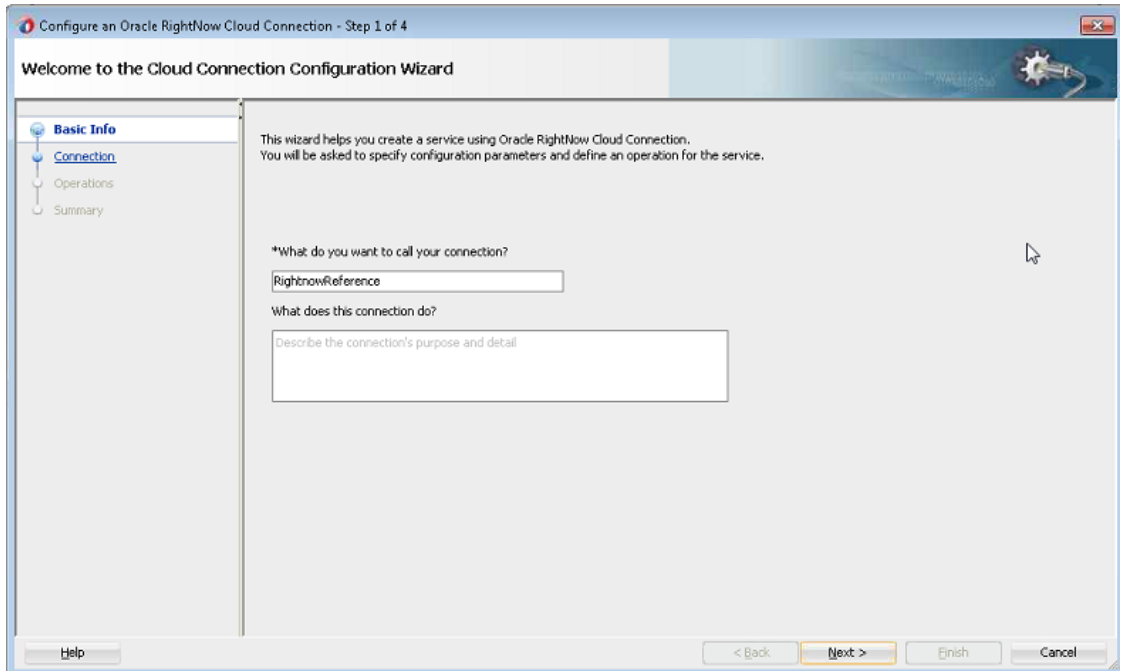 Configure an Oracle RightNow Cloud Connection - Step 1 of 4
Welcome to the Cloud Connection Configuration Wizard
Basic Info
Connection
Operations
Summary
This wizard helps you create a service using Oracle RightNow Cloud Connection.
You will be asked to specify configuration parameters and define an operation for the service.
*What do you want to call your connection?
RightnowReference
What does this connection do?
Describe the connection's purpose and detail
Help
< Back
Next >
Finish
Cancel